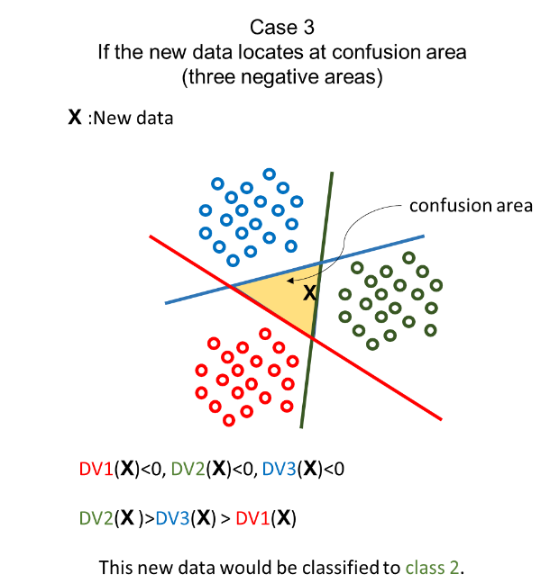 Case 3
If the new data locates at confusion area
(three negative areas)
X :New data
confusion area
X
DV1(X)<0, DV2(X)<0, DV3(X)<0
DV2(X )>DV3(X) > DV1(X)
This new data would be classified to class 2.